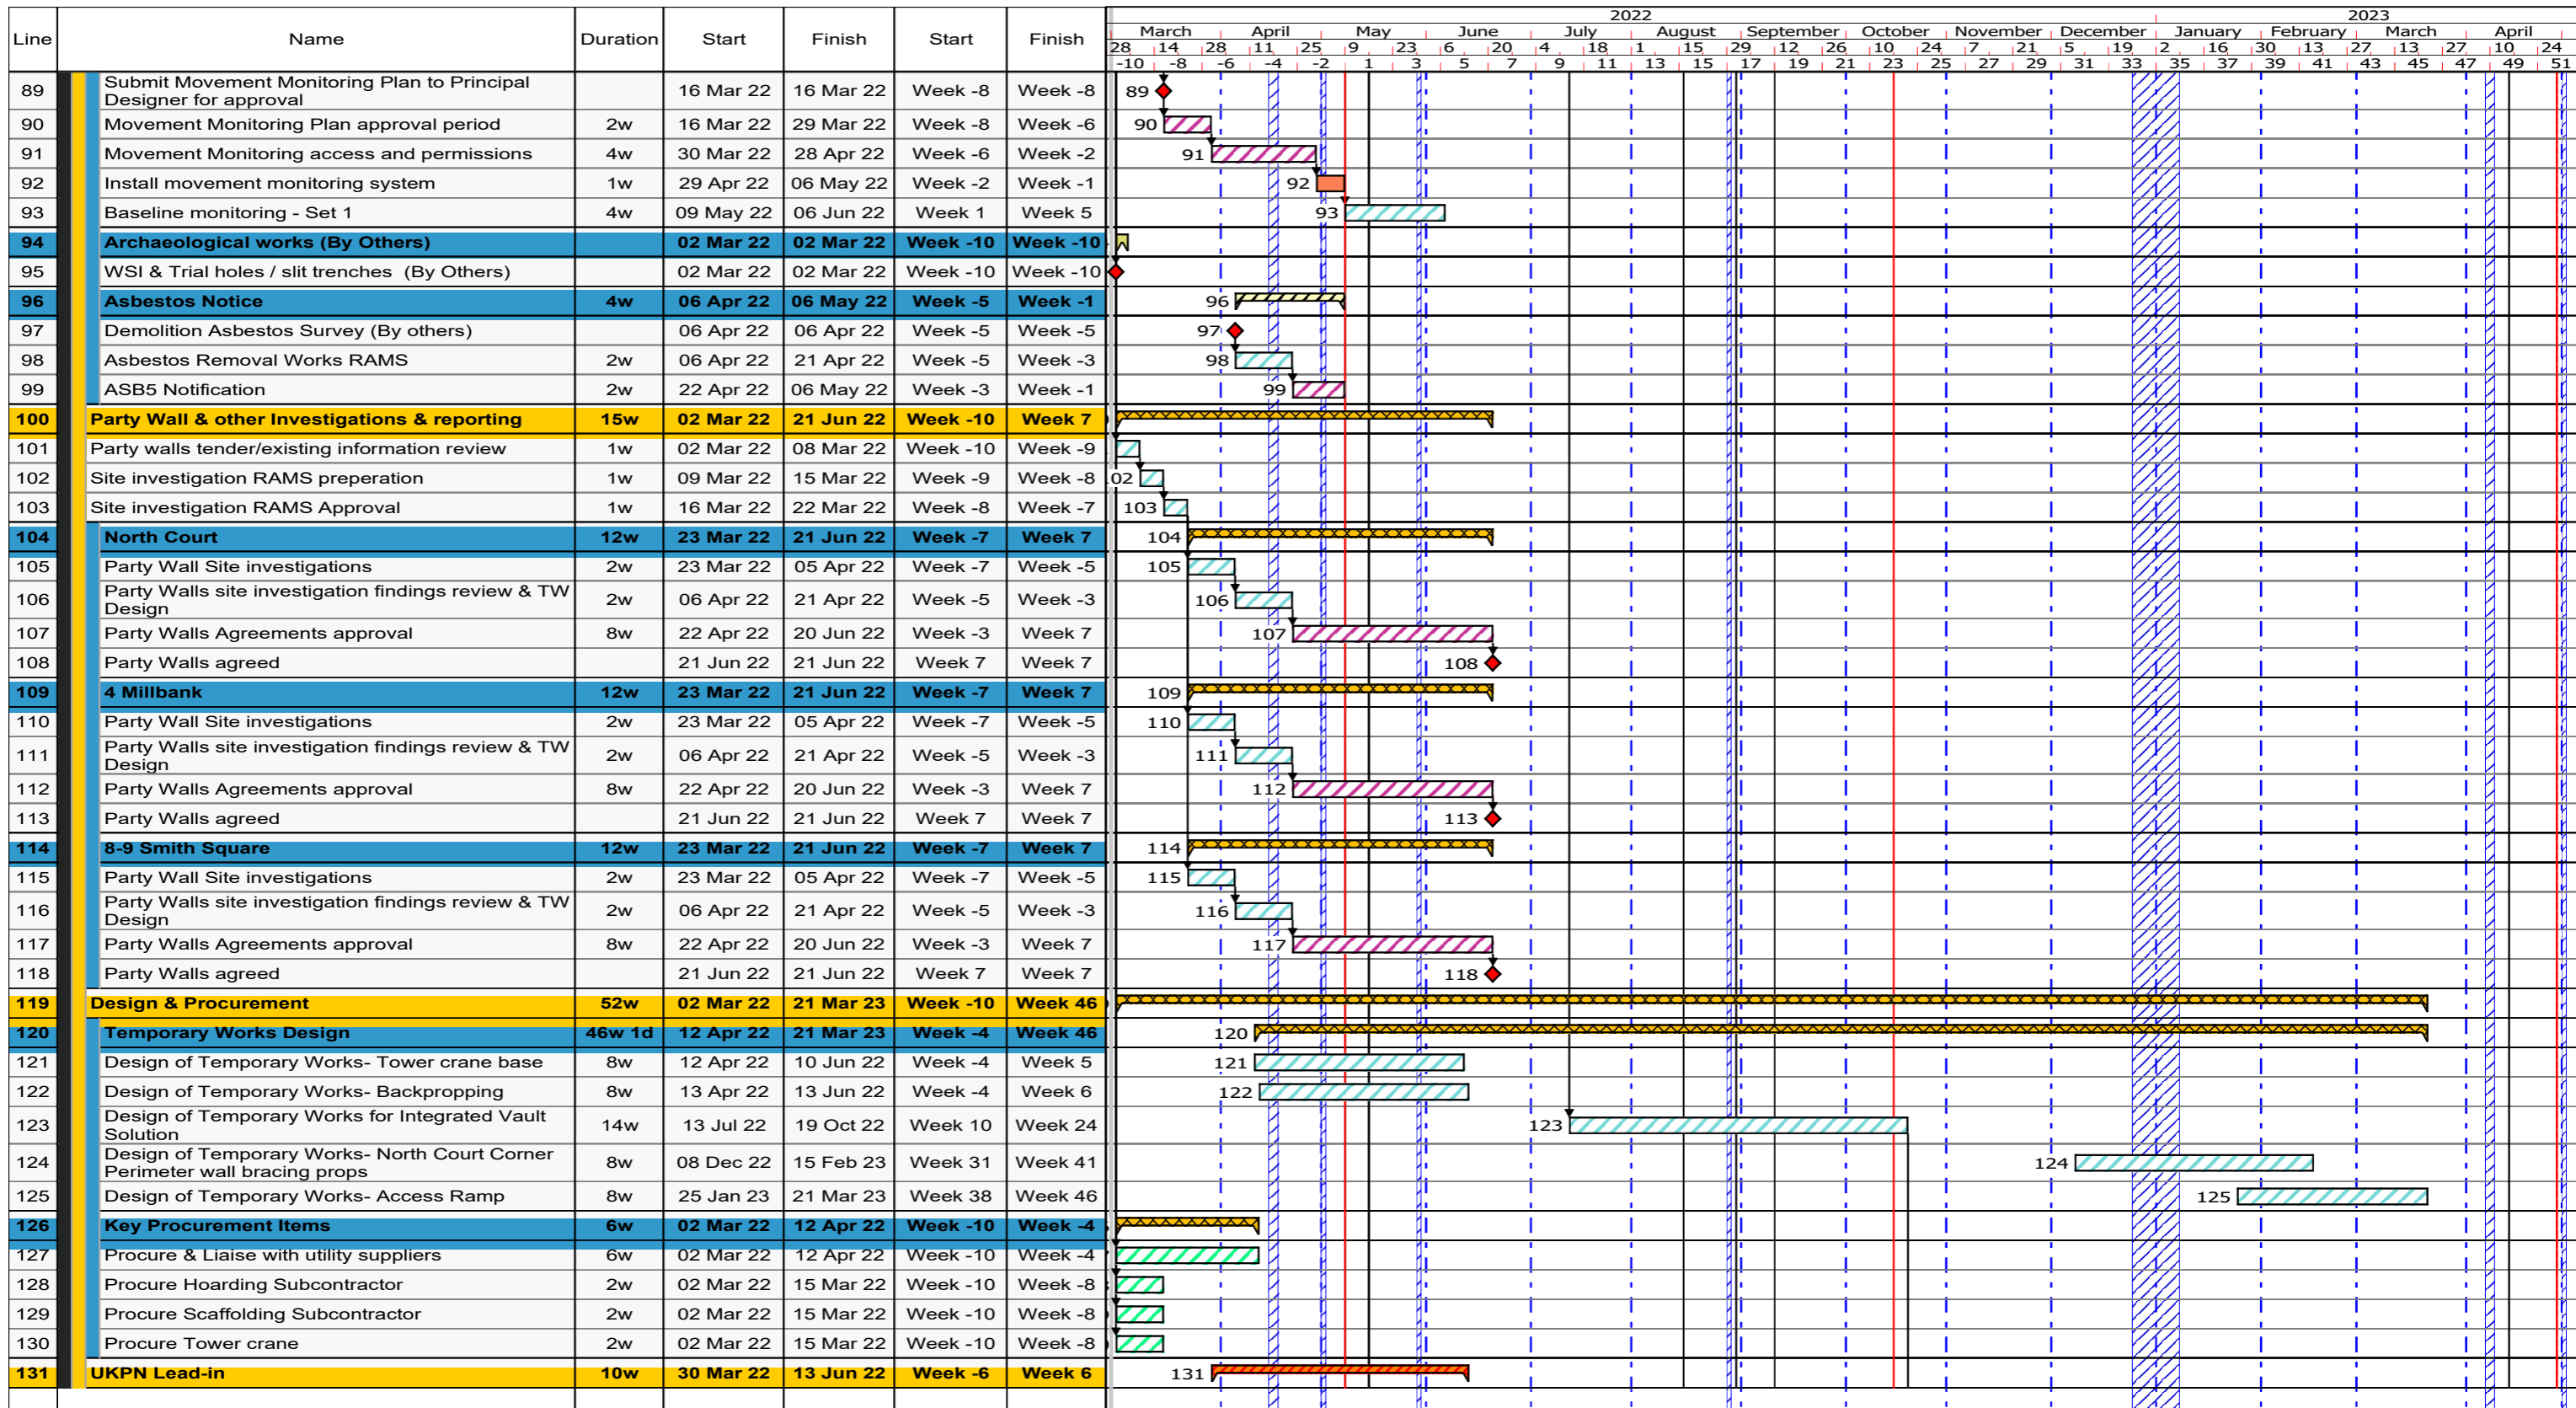 Line Name Duration Start Finish Start Finish
2022 2023
March April May June July August September October November December January February March April
28 14 28 11 25 9 23 6 20 4 18 1 15 29 12 26 10 24 7 21 5 19 2 16 30 13 27 13 27 10 24
-10 -8 -6 -4 -2 1 3 5 7 9 11 13 15 17 19 21 23 25 27 29 31 33 35 37 39 41 43 45 47 49 51
89 Submit Movement Monitoring Plan to Principal Designer for approval 16 Mar 22 16 Mar 22 Week -8 Week -8 89
90 Movement Monitoring Plan approval period 2w 16 Mar 22 29 Mar 22 Week -8 Week -6 90
91 Movement Monitoring access and permissions 4w 30 Mar 22 28 Apr 22 Week -6 Week -2 91
92 Install movement monitoring system 1w 29 Apr 22 06 May 22 Week -2 Week -1 92
93 Baseline monitoring - Set 1 4w 09 May 22 06 Jun 22 Week 1 Week 5 93
94 Archaeological works (By Others) 02 Mar 22 02 Mar 22 Week -10 Week -10
95 WSI & Trial holes / slit trenches (By Others) 02 Mar 22 02 Mar 22 Week -10 Week -10
96 Asbestos Notice 4w 06 Apr 22 06 May 22 Week -5 Week -1 96
97 Demolition Asbestos Survey (By others) 06 Apr 22 06 Apr 22 Week -5 Week -5 97
98 Asbestos Removal Works RAMS 2w 06 Apr 22 21 Apr 22 Week -5 Week -3 98
99 ASB5 Notification 2w 22 Apr 22 06 May 22 Week -3 Week -1 99
100 Party Wall & other Investigations & reporting 15w 02 Mar 22 21 Jun 22 Week -10 Week 7
101 Party walls tender/existing information review 1w 02 Mar 22 08 Mar 22 Week -10 Week -9
102 Site investigation RAMS preperation 1w 09 Mar 22 15 Mar 22 Week -9 Week -8 02
103 Site investigation RAMS Approval 1w 16 Mar 22 22 Mar 22 Week -8 Week -7 103
104 North Court 12w 23 Mar 22 21 Jun 22 Week -7 Week 7 104
105 Party Wall Site investigations 2w 23 Mar 22 05 Apr 22 Week -7 Week -5 105
106 Party Walls site investigation findings review & TW Design 2w 06 Apr 22 21 Apr 22 Week -5 Week -3 106
107 Party Walls Agreements approval 8w 22 Apr 22 20 Jun 22 Week -3 Week 7 107
108 Party Walls agreed 21 Jun 22 21 Jun 22 Week 7 Week 7 108
109 4 Millbank 12w 23 Mar 22 21 Jun 22 Week -7 Week 7 109
110 Party Wall Site investigations 2w 23 Mar 22 05 Apr 22 Week -7 Week -5 110
111 Party Walls site investigation findings review & TW Design 2w 06 Apr 22 21 Apr 22 Week -5 Week -3 111
112 Party Walls Agreements approval 8w 22 Apr 22 20 Jun 22 Week -3 Week 7 112
113 Party Walls agreed 21 Jun 22 21 Jun 22 Week 7 Week 7 113
114 8-9 Smith Square 12w 23 Mar 22 21 Jun 22 Week -7 Week 7 114
115 Party Wall Site investigations 2w 23 Mar 22 05 Apr 22 Week -7 Week -5 115
116 Party Walls site investigation findings review & TW Design 2w 06 Apr 22 21 Apr 22 Week -5 Week -3 116
117 Party Walls Agreements approval 8w 22 Apr 22 20 Jun 22 Week -3 Week 7 117
118 Party Walls agreed 21 Jun 22 21 Jun 22 Week 7 Week 7 118
119 Design & Procurement 52w 02 Mar 22 21 Mar 23 Week -10 Week 46
120 Temporary Works Design 46w 1d 12 Apr 22 21 Mar 23 Week -4 Week 46 120
121 Design of Temporary Works- Tower crane base 8w 12 Apr 22 10 Jun 22 Week -4 Week 5 121
122 Design of Temporary Works- Backpropping 8w 13 Apr 22 13 Jun 22 Week -4 Week 6 122
123 Design of Temporary Works for Integrated Vault Solution 14w 13 Jul 22 19 Oct 22 Week 10 Week 24 123
124 Design of Temporary Works- North Court Corner Perimeter wall bracing props 8w 08 Dec 22 15 Feb 23 Week 31 Week 41 124
125 Design of Temporary Works- Access Ramp 8w 25 Jan 23 21 Mar 23 Week 38 Week 46 125
126 Key Procurement Items 6w 02 Mar 22 12 Apr 22 Week -10 Week -4
127 Procure & Liaise with utility suppliers 6w 02 Mar 22 12 Apr 22 Week -10 Week -4
128 Procure Hoarding Subcontractor 2w 02 Mar 22 15 Mar 22 Week -10 Week -8
129 Procure Scaffolding Subcontractor 2w 02 Mar 22 15 Mar 22 Week -10 Week -8
130 Procure Tower crane 2w 02 Mar 22 15 Mar 22 Week -10 Week -8
131 UKPN Lead-in 10w 30 Mar 22 13 Jun 22 Week -6 Week 6 131